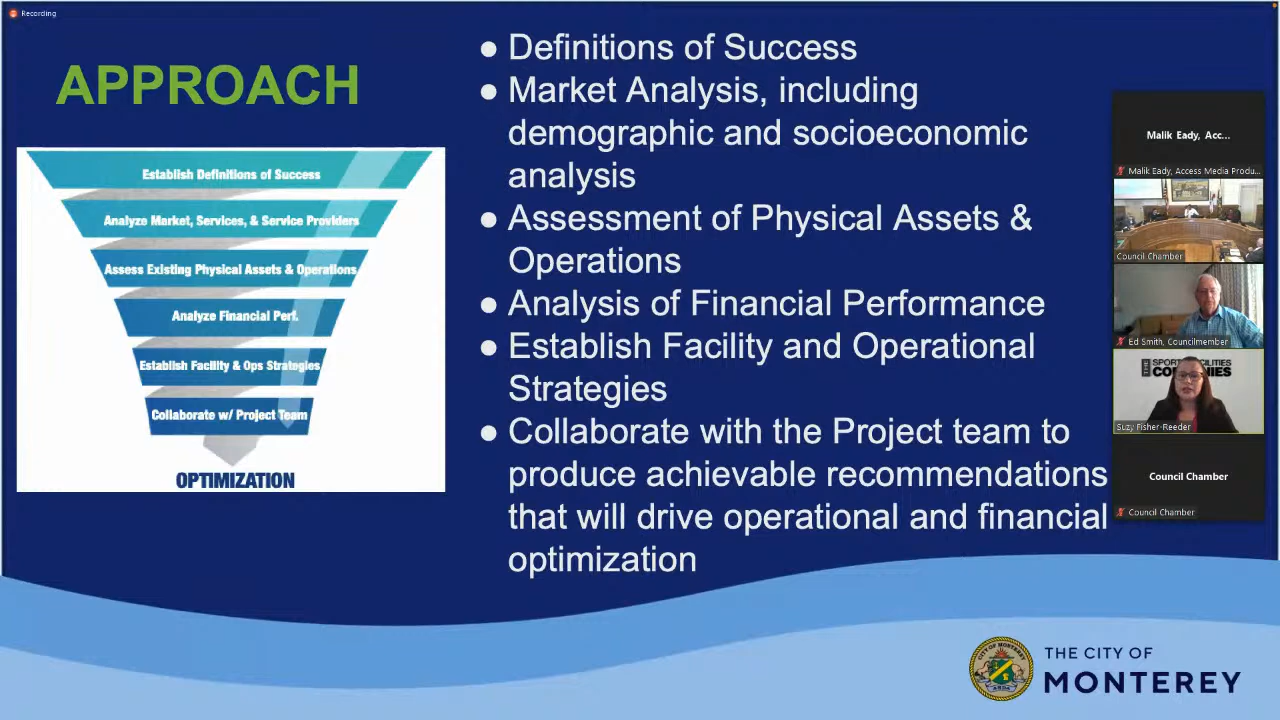 Recording
APPROACH
Establish Definitions of Success
Analyze Market, Services, & Service Providers
Assess Existing Physical Assets & Operations
Analyze Financial Perf.
Establish Facility & Ops Strategies
Collaborate w/ Project Team
OPTIMIZATION
● Definitions of Success
● Market Analysis, including
demographic and socioeconomic
analysis
● Assessment of Physical Assets &
Operations
● Analysis of Financial Performance
● Establish Facility and Operational
Strategies
● Collaborate with the Project team to
produce achievable recommendations
that will drive operational and financial
optimization
Malik Eady, Acc...
Malik Eady, Access Media Produ...
Council Chamber
Ed Smith, Councilmember
Suzy Fisher-Reeder
Council Chamber
Council Chamber
CITY OF MONTEREY
THE CITY OF
MONTEREY